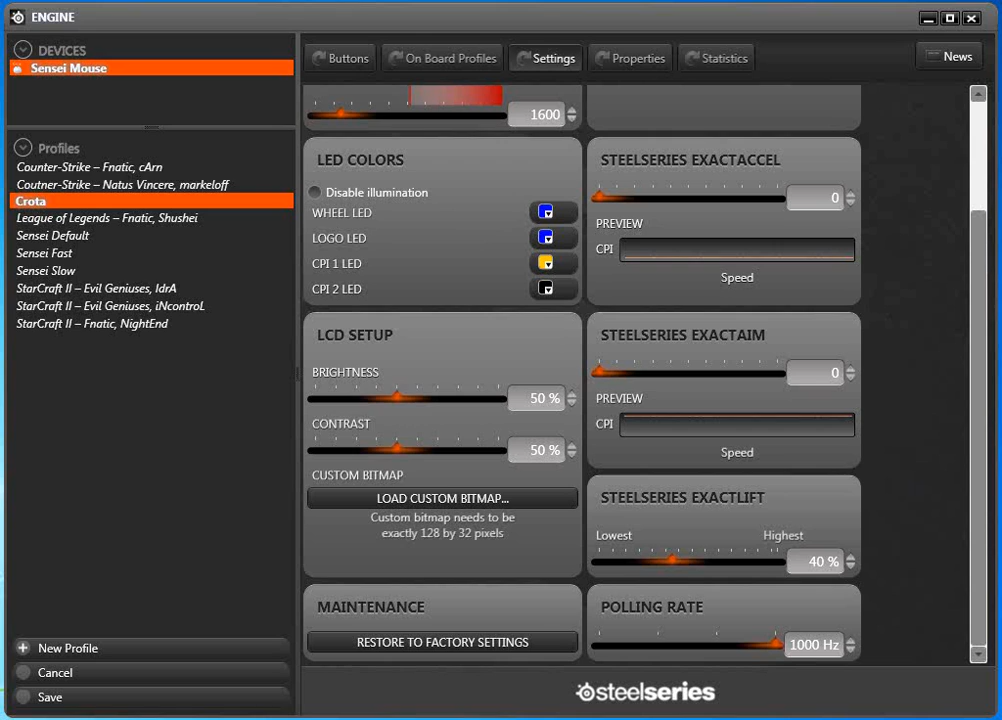 ENGINE
DEVICES
Sensei Mouse
Profiles
Counter-Strike – Fnatic, cArn
Coutner-Strike – Natus Vincere, markeloff
Crota
League of Legends – Fnatic, Shushei
Sensei Default
Sensei Fast
Sensei Slow
StarCraft II – Evil Geniuses, IdrA
StarCraft II – Evil Geniuses, iNcontroL
StarCraft II – Fnatic, NightEnd
New Profile
Cancel
Save
Buttons
On Board Profiles
Settings
Properties
Statistics
News
1600
LED COLORS
Disable illumination
WHEEL LED
LOGO LED
CPI 1 LED
CPI 2 LED
LCD SETUP
BRIGHTNESS
50 %
CONTRAST
50 %
CUSTOM BITMAP
LOAD CUSTOM BITMAP...
Custom bitmap needs to be
exactly 128 by 32 pixels
MAINTENANCE
RESTORE TO FACTORY SETTINGS
STEELSERIES EXACTACCEL
0
PREVIEW
CPI
Speed
STEELSERIES EXACTAIM
0
PREVIEW
CPI
Speed
STEELSERIES EXACTLIFT
Lowest Highest
40 %
POLLING RATE
1000 Hz
steelseries